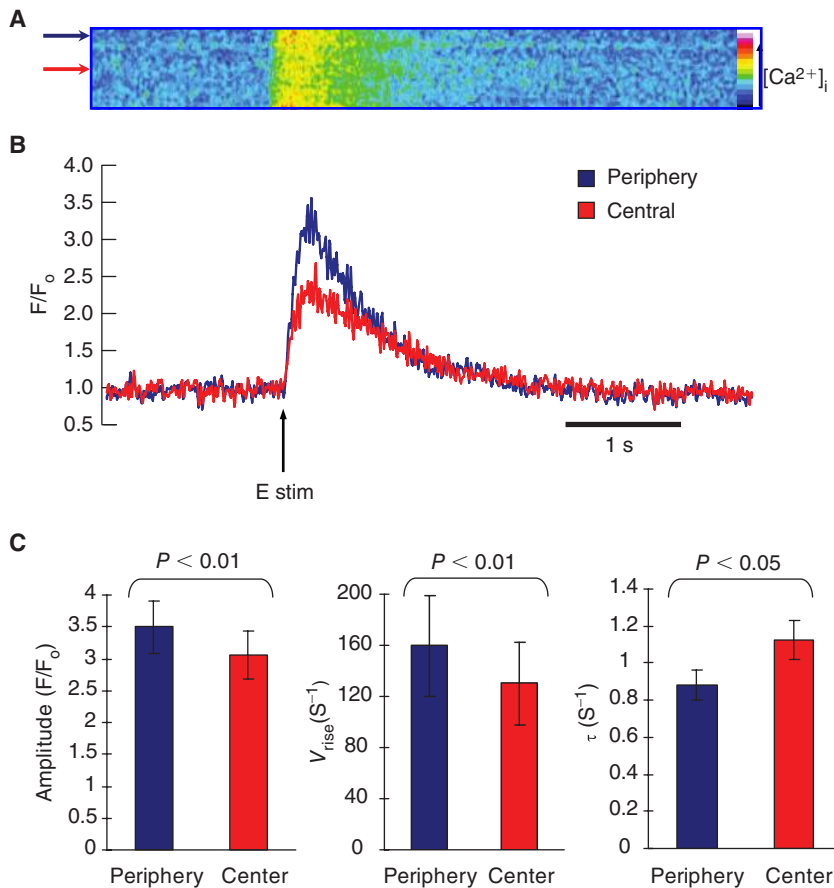 A
[Ca²⁺]ᵢ
B
4.0
3.5
3.0
2.5
2.0
1.5
1.0
0.5
F/Fₒ
Periphery
Central
1 s
E stim
C
P < 0.01
4
3.5
3
2.5
2
1.5
1
0.5
0
Amplitude (F/Fₒ)
Periphery Center
P < 0.01
200
160
120
80
40
0
V_rise(S⁻¹)
Periphery Center
P < 0.05
1.4
1.2
1
0.8
0.6
0.4
0.2
0
τ (S⁻¹)
Periphery Center